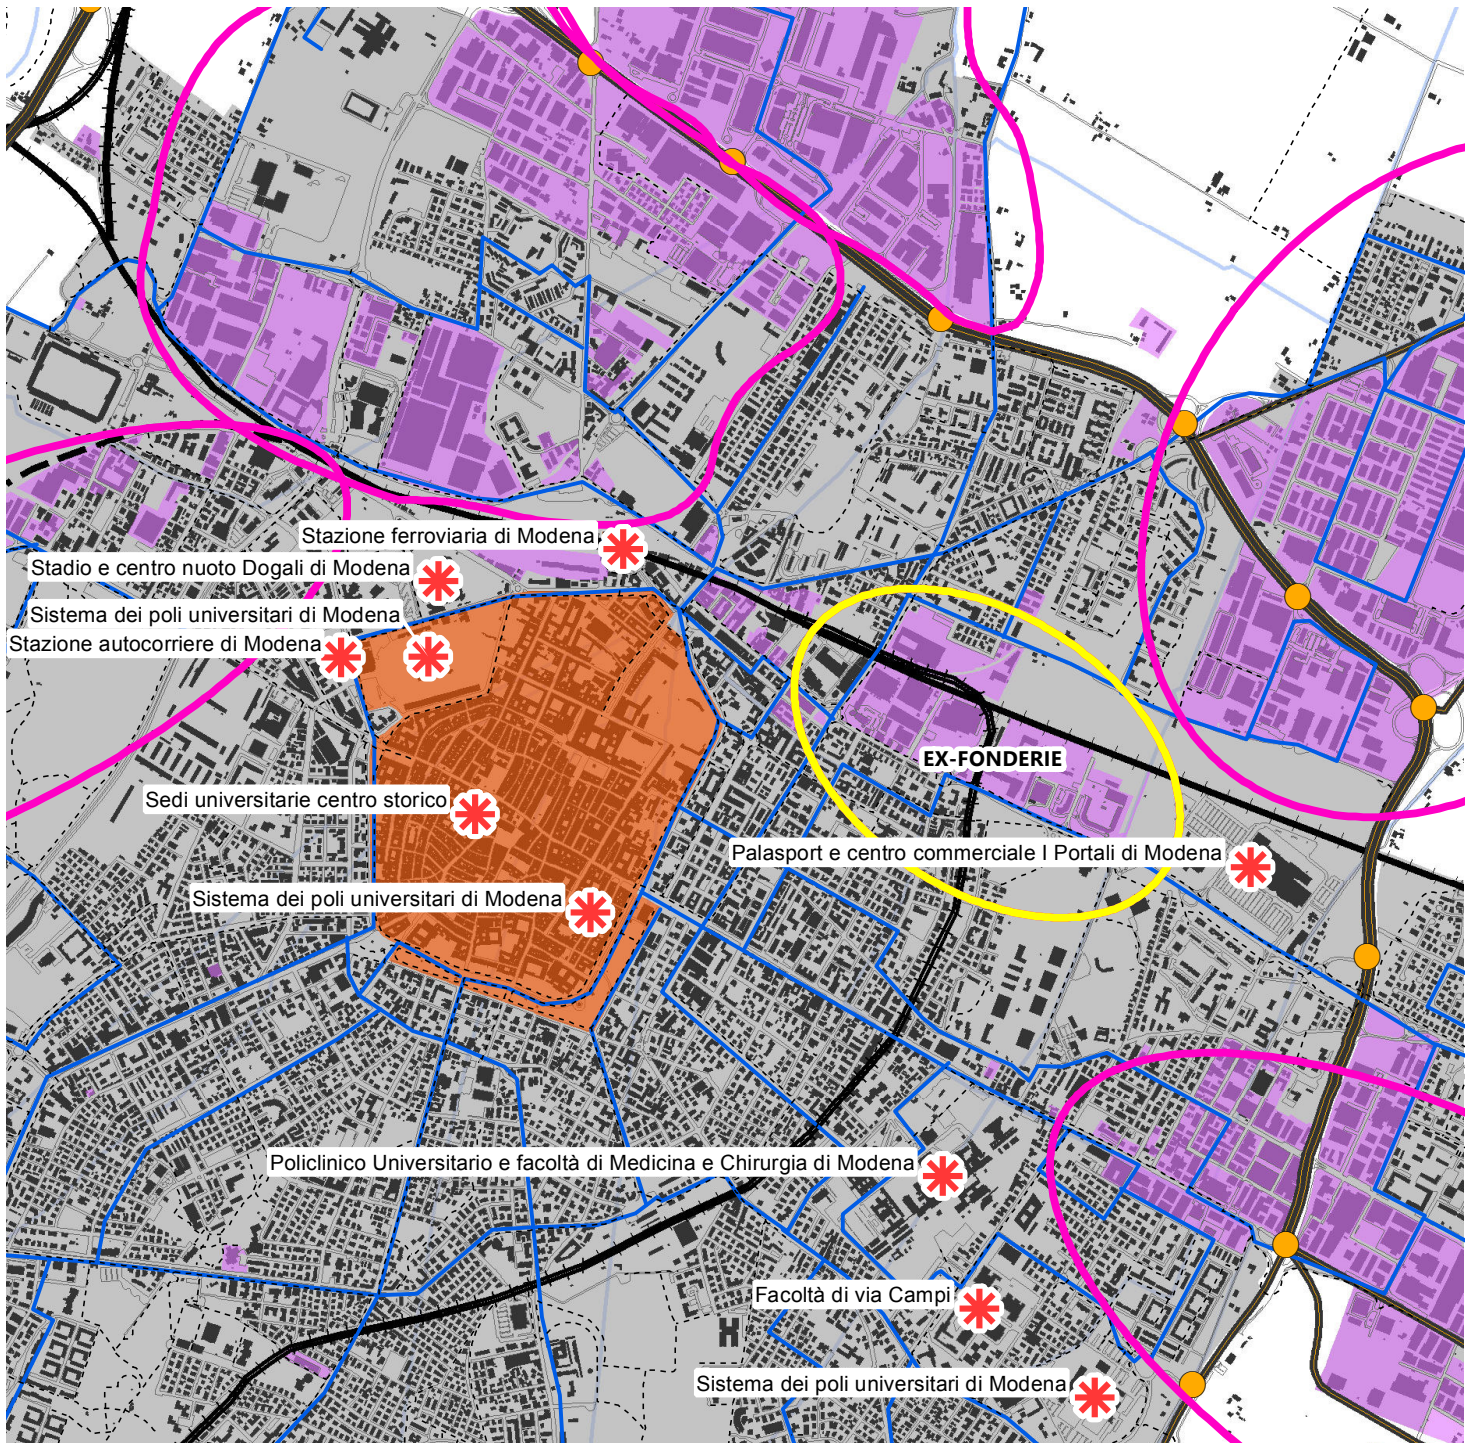 Stazione ferroviaria di Modena
Stadio e centro nuoto Dogali di Modena
Sistema dei poli universitari di Modena
Stazione autocorriere di Modena
EX-FONDERIE
Sedi universitarie centro storico
Palasport e centro commerciale I Portali di Modena
Sistema dei poli universitari di Modena
Policlinico Universitario e facoltà di Medicina e Chirurgia di Modena
Facoltà di via Campi
Sistema dei poli universitari di Modena